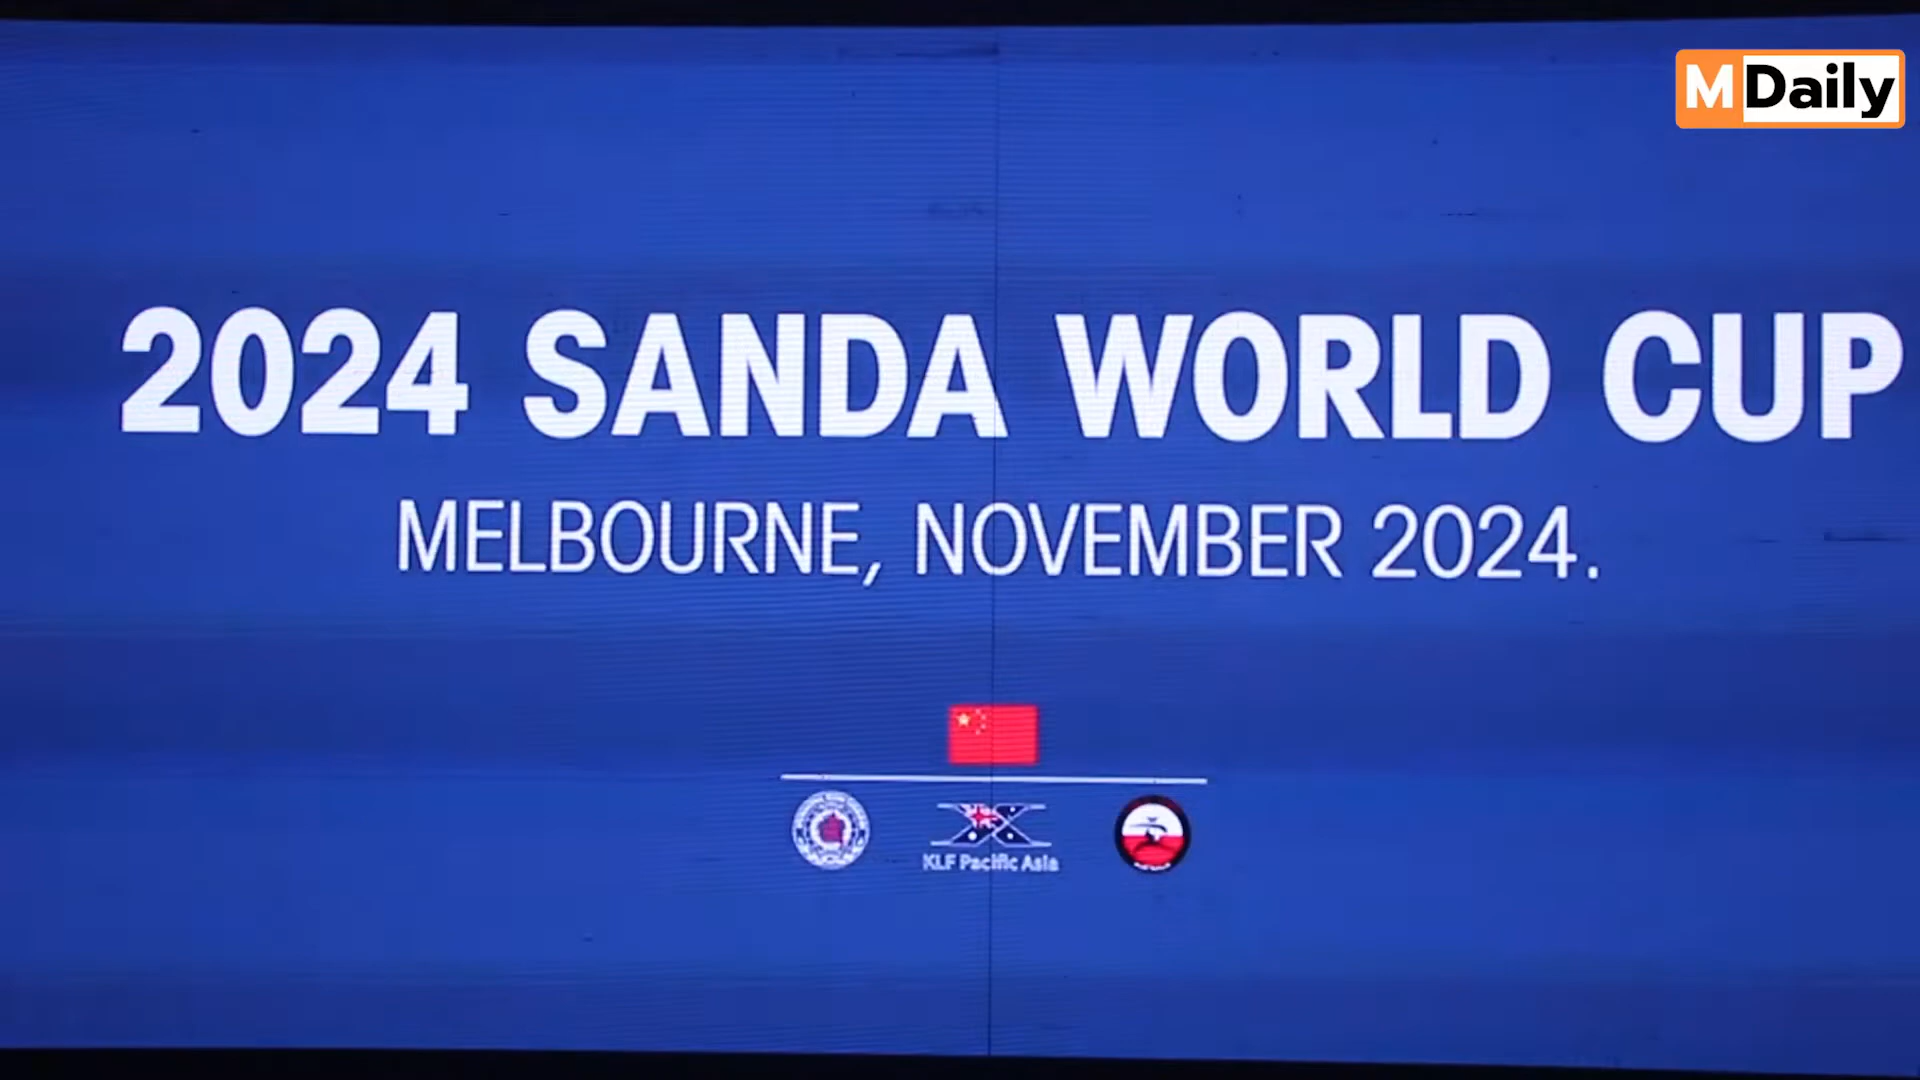 MDaily
2024 SANDA WORLD CUP
MELBOURNE, NOVEMBER 2024.
KLF Pacific Asia